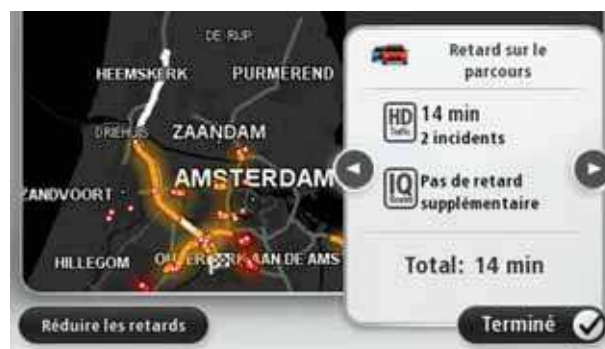 DE RIJP
HEEMSKERK
PURMEREND
DRIEHUIS
ZAANDAM
AMSTERDAM
ZANDVOORT
HILLEGOM
AAN DE AMS
Réduire les retards
Retard sur le
parcours
HD
Traffic
14 min
2 incidents
IQ
Routes
Pas de retard
supplémentaire
Total: 14 min
Terminé